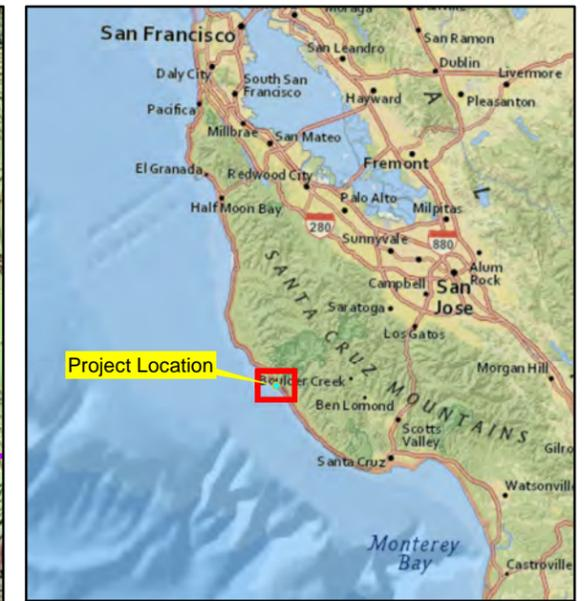 Moraga
Danville
San Francisco
San Leandro
San Ramon
Dublin
Daly City
South San
Francisco
Livermore
Hayward
Pleasanton
Pacifica
Millbrae
San Mateo
Fremont
El Granada
Redwood City
Palo Alto
Milpitas
Half Moon Bay
280
Sunnyvale
880
Alum
Rock
Campbell
San
Jose
Saratoga
Los Gatos
SANTA CRUZ MOUNTAINS
Project Location
Boulder Creek
Morgan Hill
Ben Lomond
Scotts
Valley
Gilro
Santa Cruz
Watsonville
Monterey
Bay
Castroville
A
L